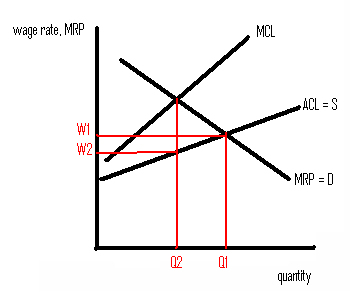 wage rate, MRP
MCL
ACL = S
W1
W2
MRP = D
Q2
Q1
quantity